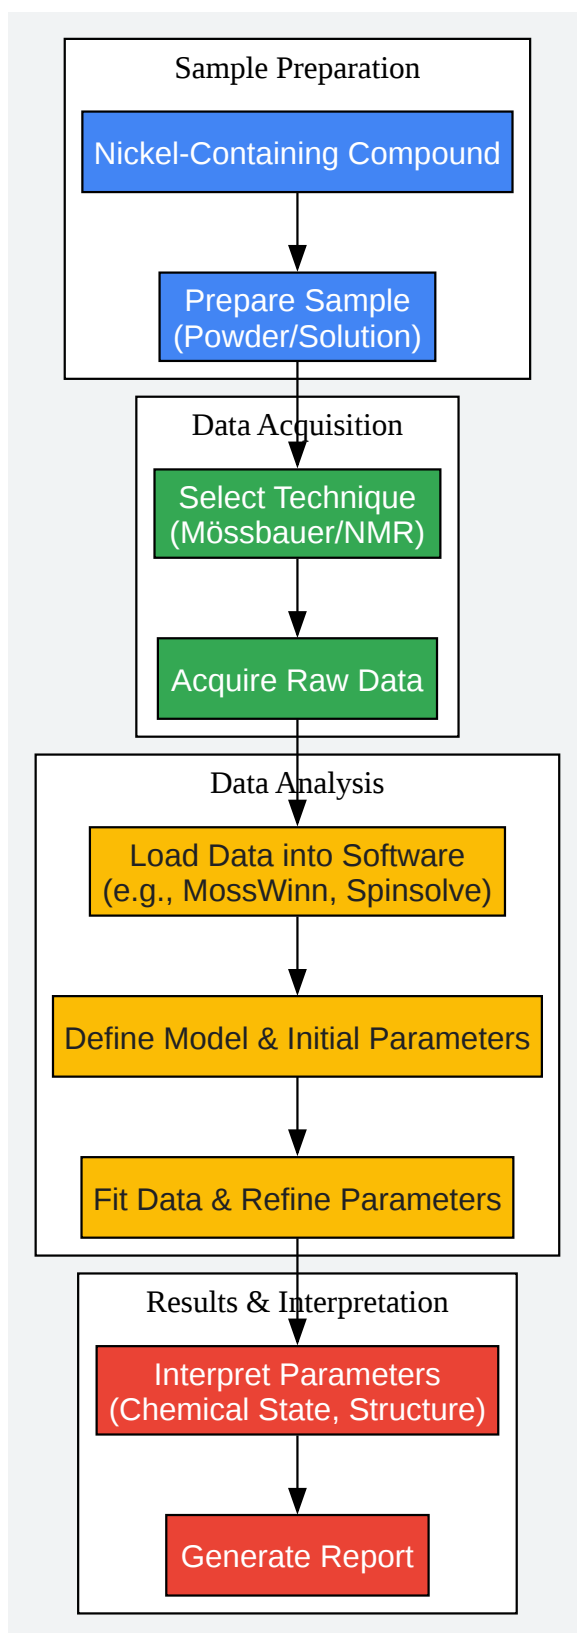 Sample Preparation
Nickel-Containing Compound
Prepare Sample
(Powder/Solution)
Data Acquisition
Select Technique
(Mössbauer/NMR)
Acquire Raw Data
Data Analysis
Load Data into Software
(e.g., MossWinn, Spinsolve)
Define Model & Initial Parameters
Fit Data & Refine Parameters
Results & Interpretation
Interpret Parameters
(Chemical State, Structure)
Generate Report